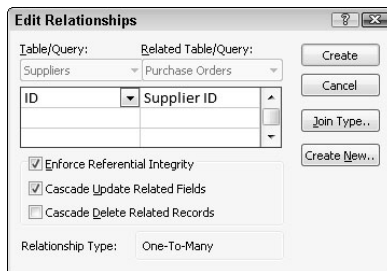 Edit Relationships
Table/Query: Related Table/Query:
Suppliers Purchase Orders
ID Supplier ID
Enforce Referential Integrity
Cascade Update Related Fields
Cascade Delete Related Records
Relationship Type: One-To-Many
Create
Cancel
Join Type..
Create New..